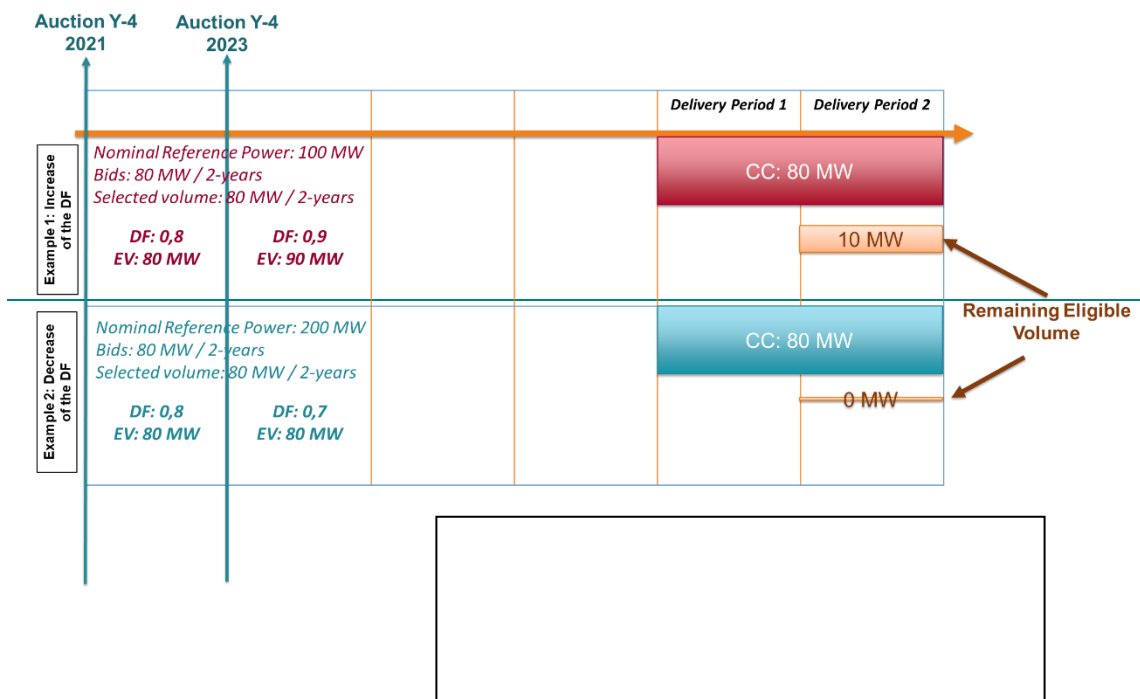 Auction Y-4
2021
Auction Y-4
2023
Delivery Period 1
Delivery Period 2
Example 1: Increase
of the DF
Nominal Reference Power: 100 MW
Bids: 80 MW / 2-years
Selected volume: 80 MW / 2-years
DF: 0,8
EV: 80 MW
DF: 0,9
EV: 90 MW
CC: 80 MW
10 MW
Remaining Eligible
Volume
Example 2: Decrease
of the DF
Nominal Reference Power: 200 MW
Bids: 80 MW / 2-years
Selected volume: 80 MW / 2-years
DF: 0,8
EV: 80 MW
DF: 0,7
EV: 80 MW
CC: 80 MW
0 MW